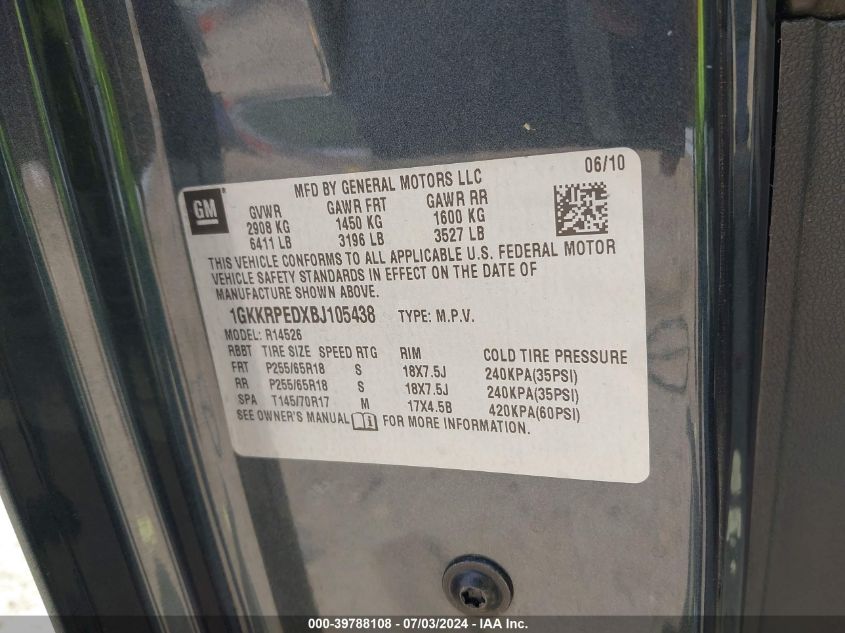 06/10
MFD BY GENERAL MOTORS LLC
GM
GVWR GAWR FRT GAWR RR
2908 KG 1450 KG 1600 KG
6411 LB 3196 LB 3527 LB
THIS VEHICLE CONFORMS TO ALL APPLICABLE U.S. FEDERAL MOTOR
VEHICLE SAFETY STANDARDS IN EFFECT ON THE DATE OF
MANUFACTURE SHOWN ABOVE.
1GKKRPEDXBJ105438 TYPE: M.P.V.
MODEL: R14526
RBBT TIRE SIZE SPEED RTG RIM COLD TIRE PRESSURE
FRT P255/65R18 S 18X7.5J 240KPA(35PSI)
RR P255/65R18 S 18X7.5J 240KPA(35PSI)
SPA T145/70R17 M 17X4.5B 420KPA(60PSI)
SEE OWNER'S MANUAL FOR MORE INFORMATION.
000-39788108 - 07/03/2024 - IAA Inc.